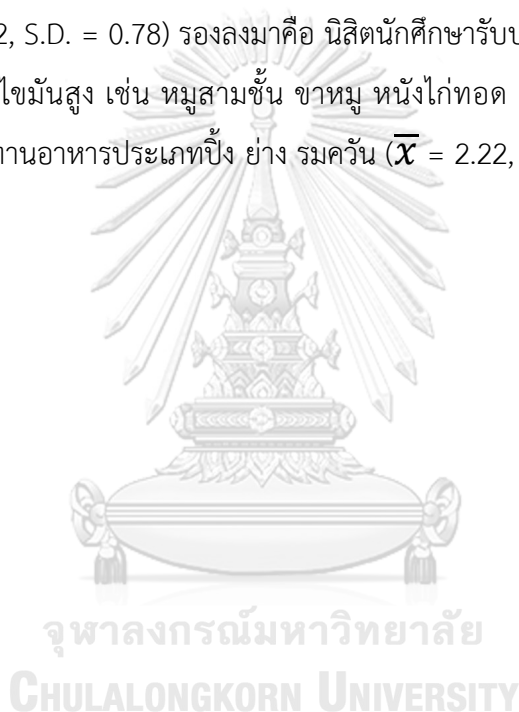 2, S.D. = 0.78) รองลงมาคือ นิสิตนักศึกษารับ
ไขมันสูง เช่น หมูสามชั้น ขาหมู หนังไก่ทอด
ทานอาหารประเภทปิ้ง ย่าง รมควัน (x̄ = 2.22,
จุฬาลงกรณ์มหาวิทยาลัย
CHULALONGKORN UNIVERSITY